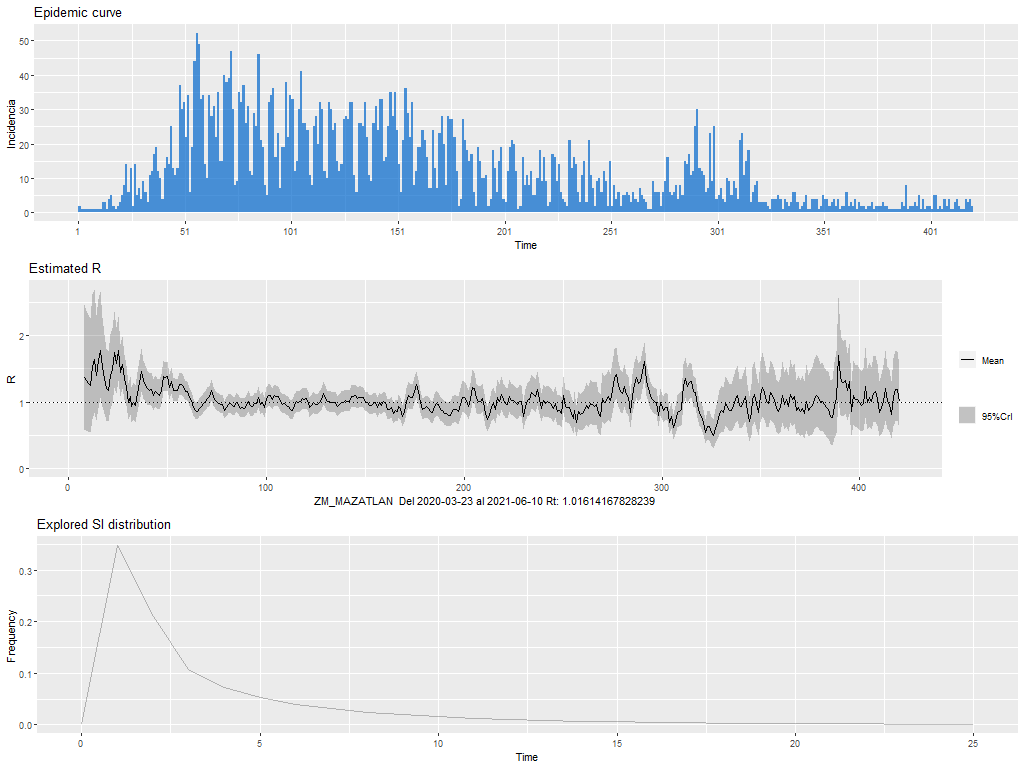 Epidemic curve
Incidencia
50
40
30
20
10
0
1 51 101 151 201 251 301 351 401
Time
Estimated R
R
2
1
0
0 100 200 300 400
ZM_MAZATLAN Del 2020-03-23 al 2021-06-10 Rt: 1.01614167828239
Mean
95%CrI
Explored SI distribution
Frequency
0.3
0.2
0.1
0.0
0 5 10 15 20 25
Time